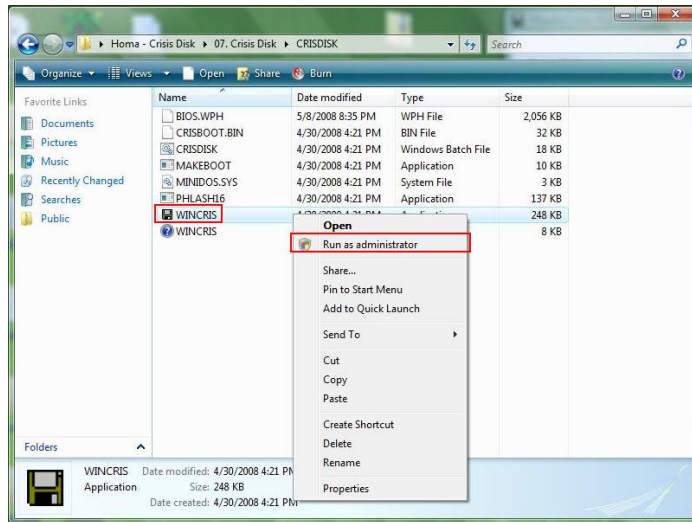 Homa - Crisis Disk ▸ 07. Crisis Disk ▸ CRISDISK
Search
Organize Views Open Share Burn
Favorite Links
Documents
Pictures
Music
Recently Changed
Searches
Public
Folders
Name Date modified Type Size
BIOS.WPH 5/8/2008 8:35 PM WPH File 2,056 KB
CRISBOOT.BIN 4/30/2008 4:21 PM BIN File 32 KB
CRISDISK 4/30/2008 4:21 PM Windows Batch File 18 KB
MAKEBOOT 4/30/2008 4:21 PM Application 10 KB
MINIDOS.SYS 4/30/2008 4:21 PM System File 3 KB
PHLASH16 4/30/2008 4:21 PM Application 137 KB
WINCRIS 248 KB
WINCRIS 8 KB
Open
Run as administrator
Share...
Pin to Start Menu
Add to Quick Launch
Send To
Cut
Copy
Paste
Create Shortcut
Delete
Rename
Properties
WINCRIS Date modified: 4/30/2008 4:21 PM
Application Size: 248 KB
Date created: 4/30/2008 4:21 PM